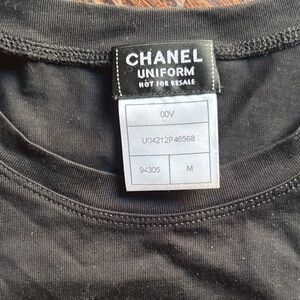 CHANEL
UNIFORM
NOT FOR RESALE
00V
U04212P46568
94305 M